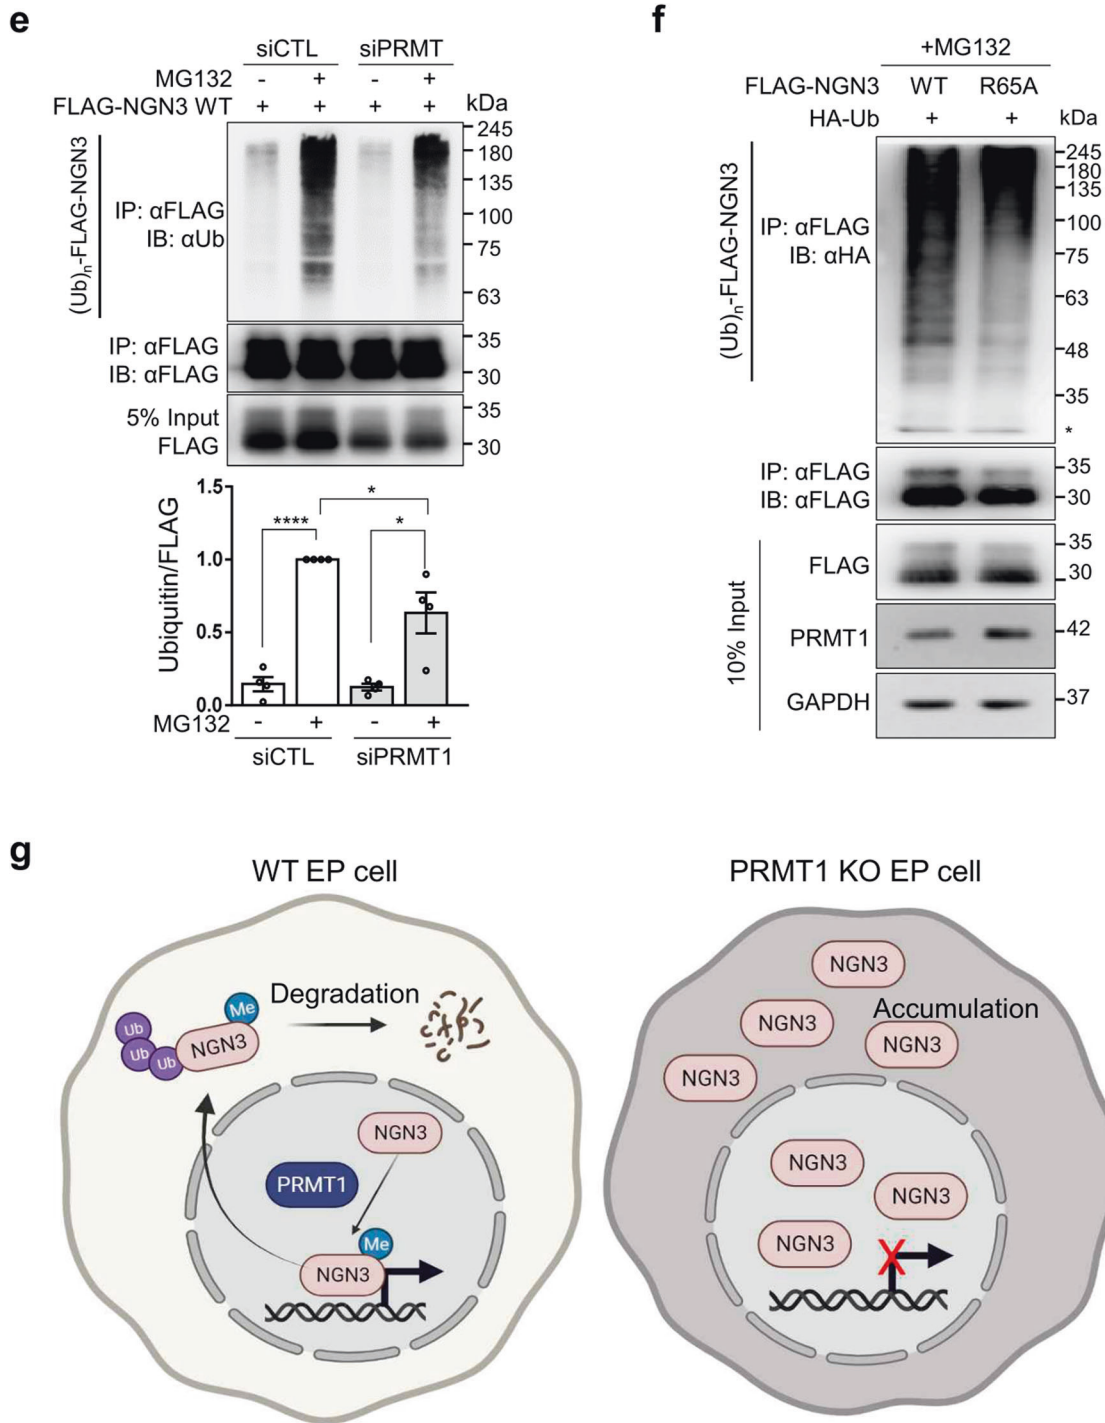 e
siCTL siPRMT
MG132 - + - +
FLAG-NGN3 WT + + + + kDa
(Ub)n-FLAG-NGN3
IP: αFLAG
IB: αUb
245
180
135
100
75
63
IP: αFLAG
IB: αFLAG
35
30
5% Input
FLAG
35
30
Ubiquitin/FLAG
1.5
1.0
0.5
0.0
**** * *
MG132 - + - +
siCTL siPRMT1
f
+MG132
FLAG-NGN3 WT R65A
HA-Ub + + kDa
(Ub)n-FLAG-NGN3
IP: αFLAG
IB: αHA
245
180
135
100
75
63
48
35
*
IP: αFLAG
IB: αFLAG
35
30
10% Input
FLAG
35
30
PRMT1 42
GAPDH 37
g
WT EP cell
Ub
Ub
Ub
NGN3
Me
Degradation
NGN3
PRMT1
Me
NGN3
PRMT1 KO EP cell
NGN3
Accumulation
NGN3
NGN3
NGN3
NGN3
NGN3
NGN3
X